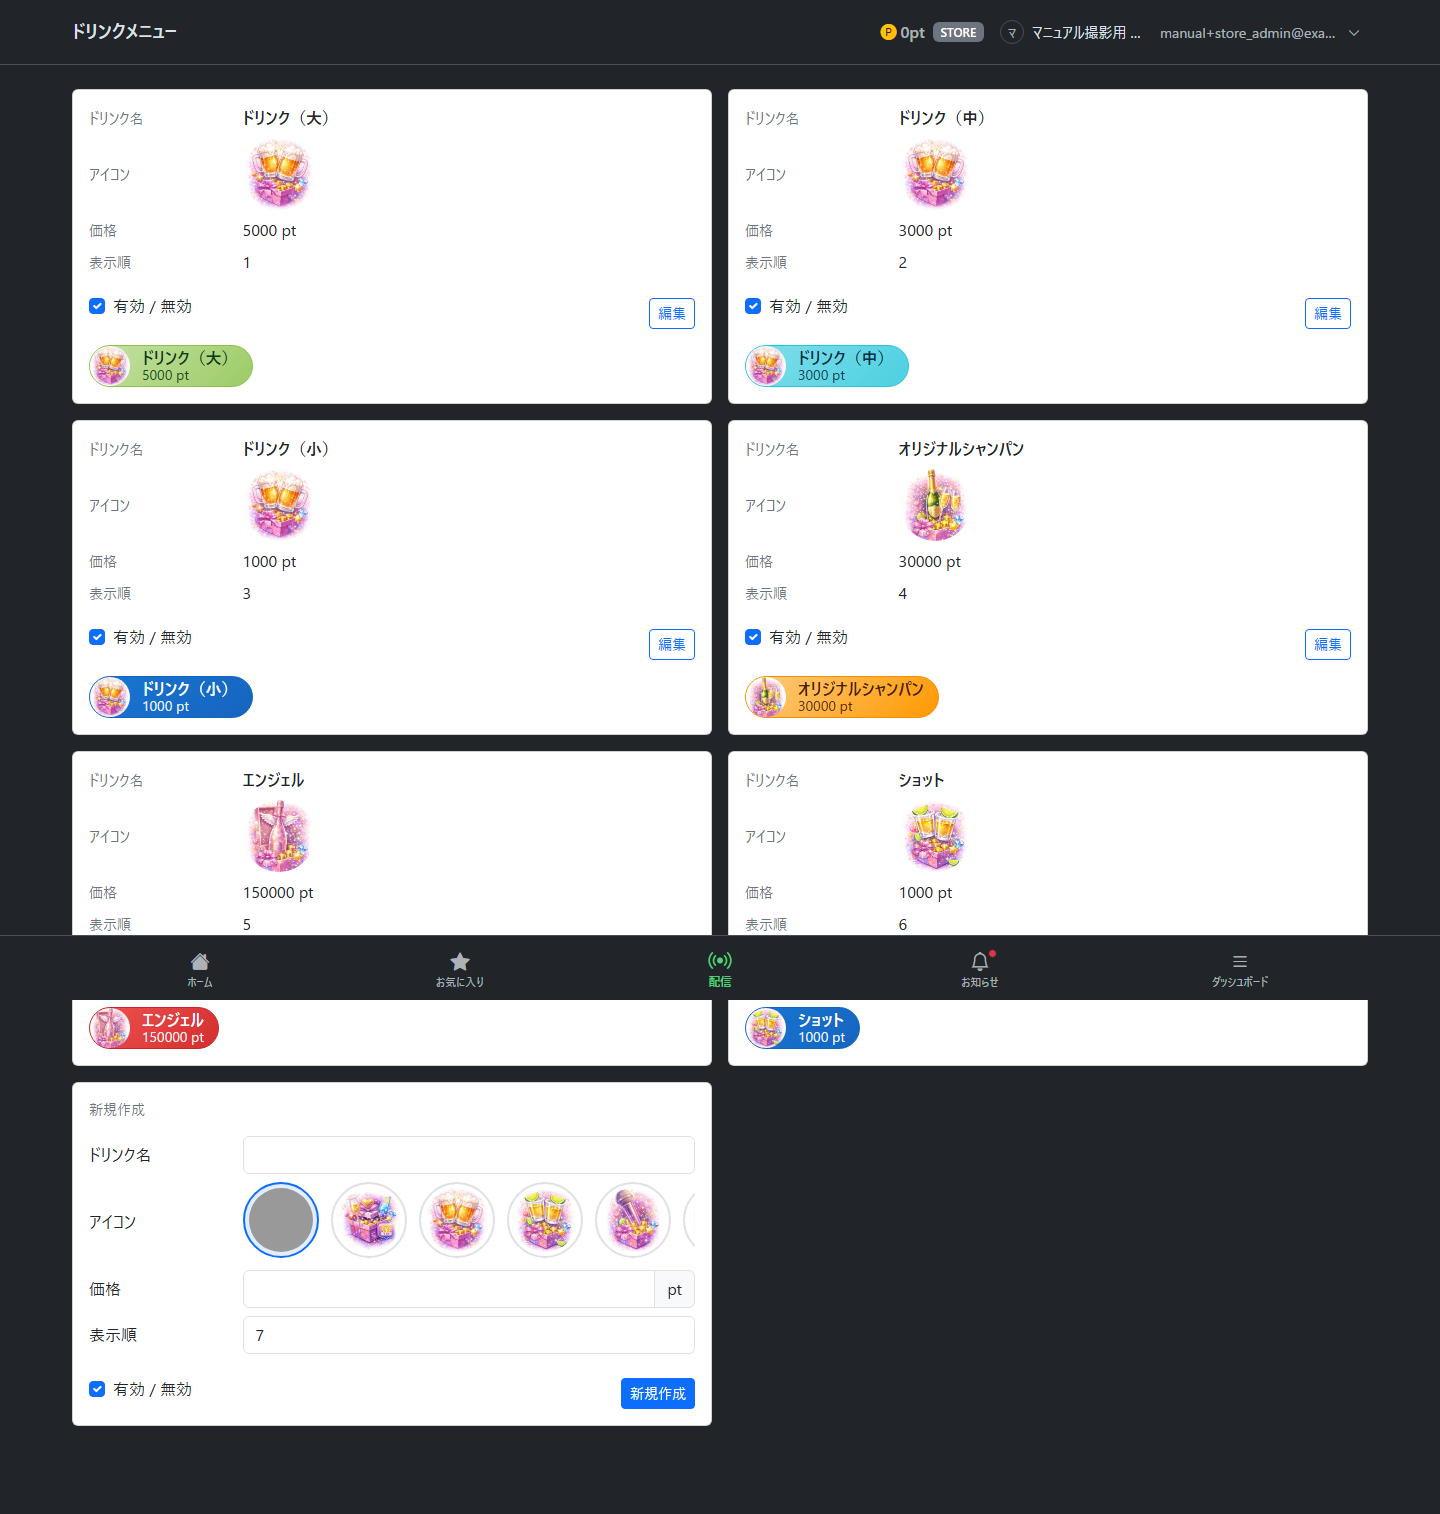 ドリンクメニュー
P 0pt STORE マ マニュアル撮影用 ... manual+store_admin@exa...
ドリンク名 ドリンク（大）
アイコン
価格 5000 pt
表示順 1
有効 / 無効 編集
ドリンク（大）
5000 pt
ドリンク名 ドリンク（中）
アイコン
価格 3000 pt
表示順 2
有効 / 無効 編集
ドリンク（中）
3000 pt
ドリンク名 ドリンク（小）
アイコン
価格 1000 pt
表示順 3
有効 / 無効 編集
ドリンク（小）
1000 pt
ドリンク名 オリジナルシャンパン
アイコン
価格 30000 pt
表示順 4
有効 / 無効 編集
オリジナルシャンパン
30000 pt
ドリンク名 エンジェル
アイコン
価格 150000 pt
表示順 5
ドリンク名 ショット
アイコン
価格 1000 pt
表示順 6
ホーム お気に入り 配信 お知らせ ダッシュボード
エンジェル
150000 pt
ショット
1000 pt
新規作成
ドリンク名
アイコン
価格 pt
表示順 7
有効 / 無効 新規作成